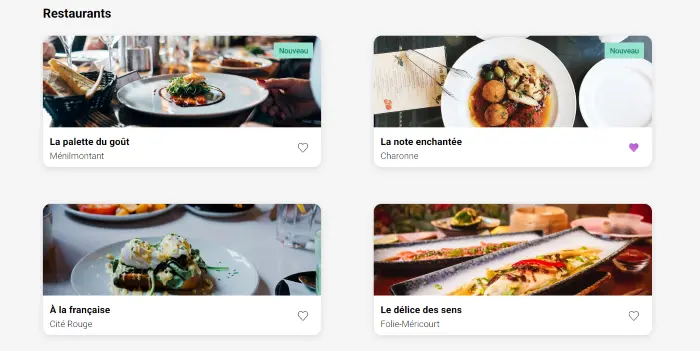 Restaurants
Nouveau
Nouveau
La palette du goût
Ménilmontant
La note enchantée
Charonne
À la française
Cité Rouge
Le délice des sens
Folie-Méricourt